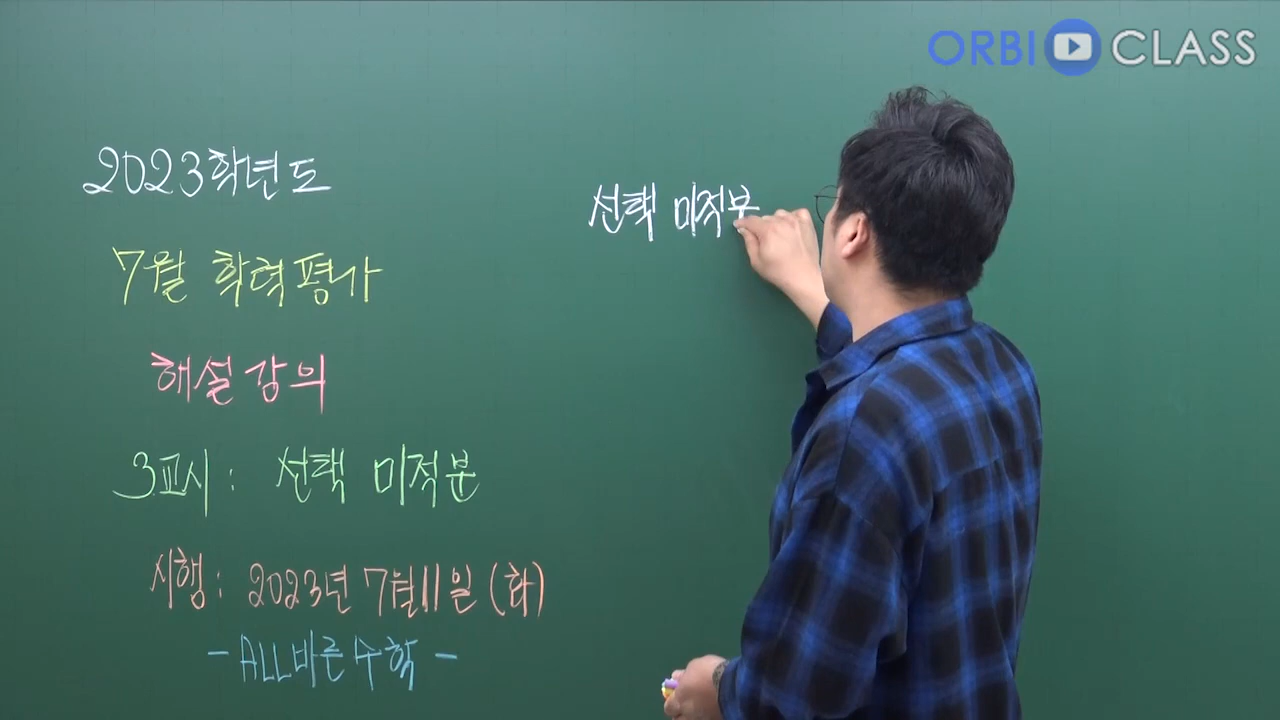 ORBI CLASS
2023학년도
7월 학력평가
해설강의
3교시 : 선택 미적분
시행 : 2023년 7월 11일 (화)
- ALL바른수학 -
선택 미적분